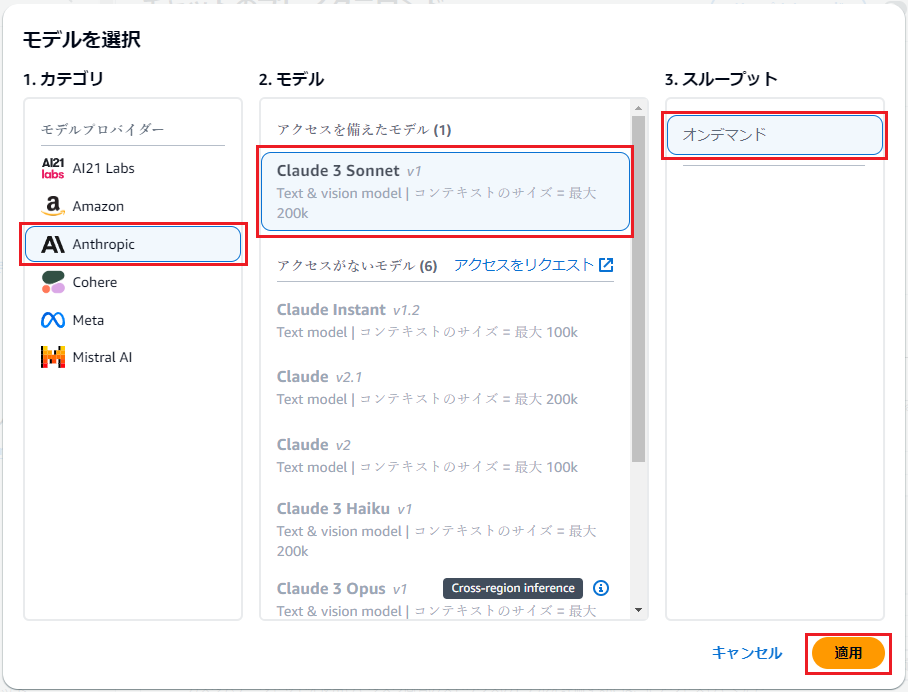 モデルを選択
1. カテゴリ
モデルプロバイダー
AI21 labs AI21 Labs
a Amazon
Anthropic
Cohere
Meta
Mistral AI
2. モデル
アクセスを備えたモデル (1)
Claude 3 Sonnet v1
Text & vision model | コンテキストのサイズ = 最大
200k
アクセスがないモデル (6) アクセスをリクエスト
Claude Instant v1.2
Text model | コンテキストのサイズ = 最大 100k
Claude v2.1
Text model | コンテキストのサイズ = 最大 200k
Claude v2
Text model | コンテキストのサイズ = 最大 100k
Claude 3 Haiku v1
Text & vision model | コンテキストのサイズ = 最大
200k
Claude 3 Opus v1 Cross-region inference
Text & vision model | コンテキストのサイズ = 最大
3. スループット
オンデマンド
キャンセル 適用